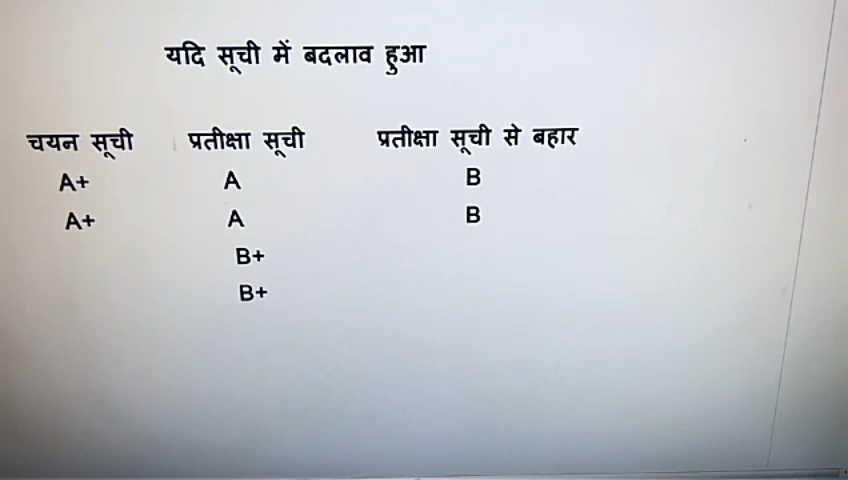 यदि सूची में बदलाव हुआ
चयन सूची प्रतीक्षा सूची प्रतीक्षा सूची से बहार
A+ A B
A+ A B
B+
B+